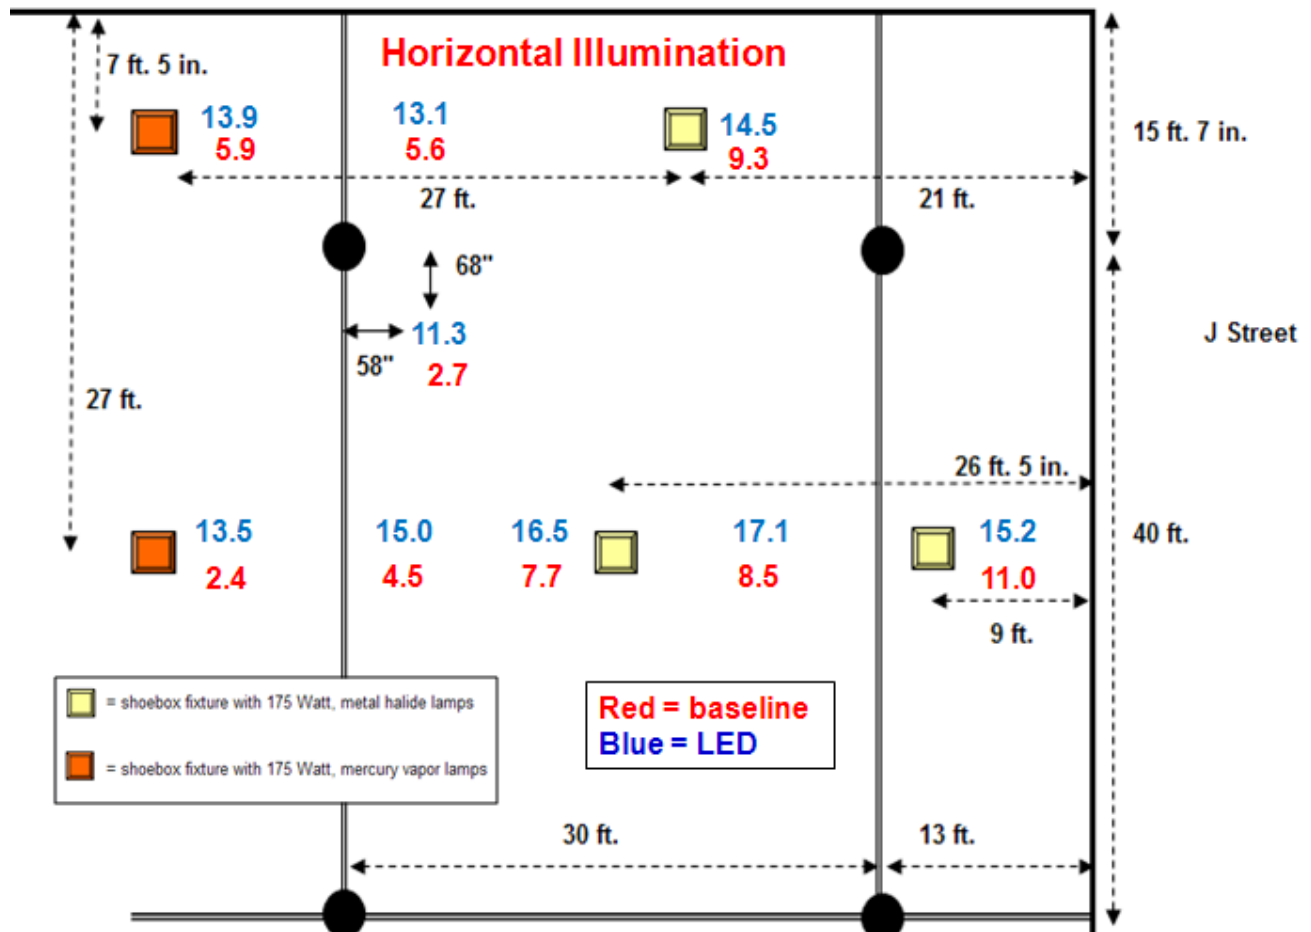 Horizontal Illumination
7 ft. 5 in.
13.9
13.1
14.5
15 ft. 7 in.
5.9
5.6
9.3
27 ft.
21 ft.
68"
11.3
J Street
58"
2.7
27 ft.
26 ft. 5 in.
13.5
15.0
16.5
17.1
15.2
40 ft.
2.4
4.5
7.7
8.5
11.0
9 ft.
= shoebox fixture with 175 Watt, metal halide lamps
= shoebox fixture with 175 Watt, mercury vapor lamps
Red = baseline
Blue = LED
30 ft.
13 ft.